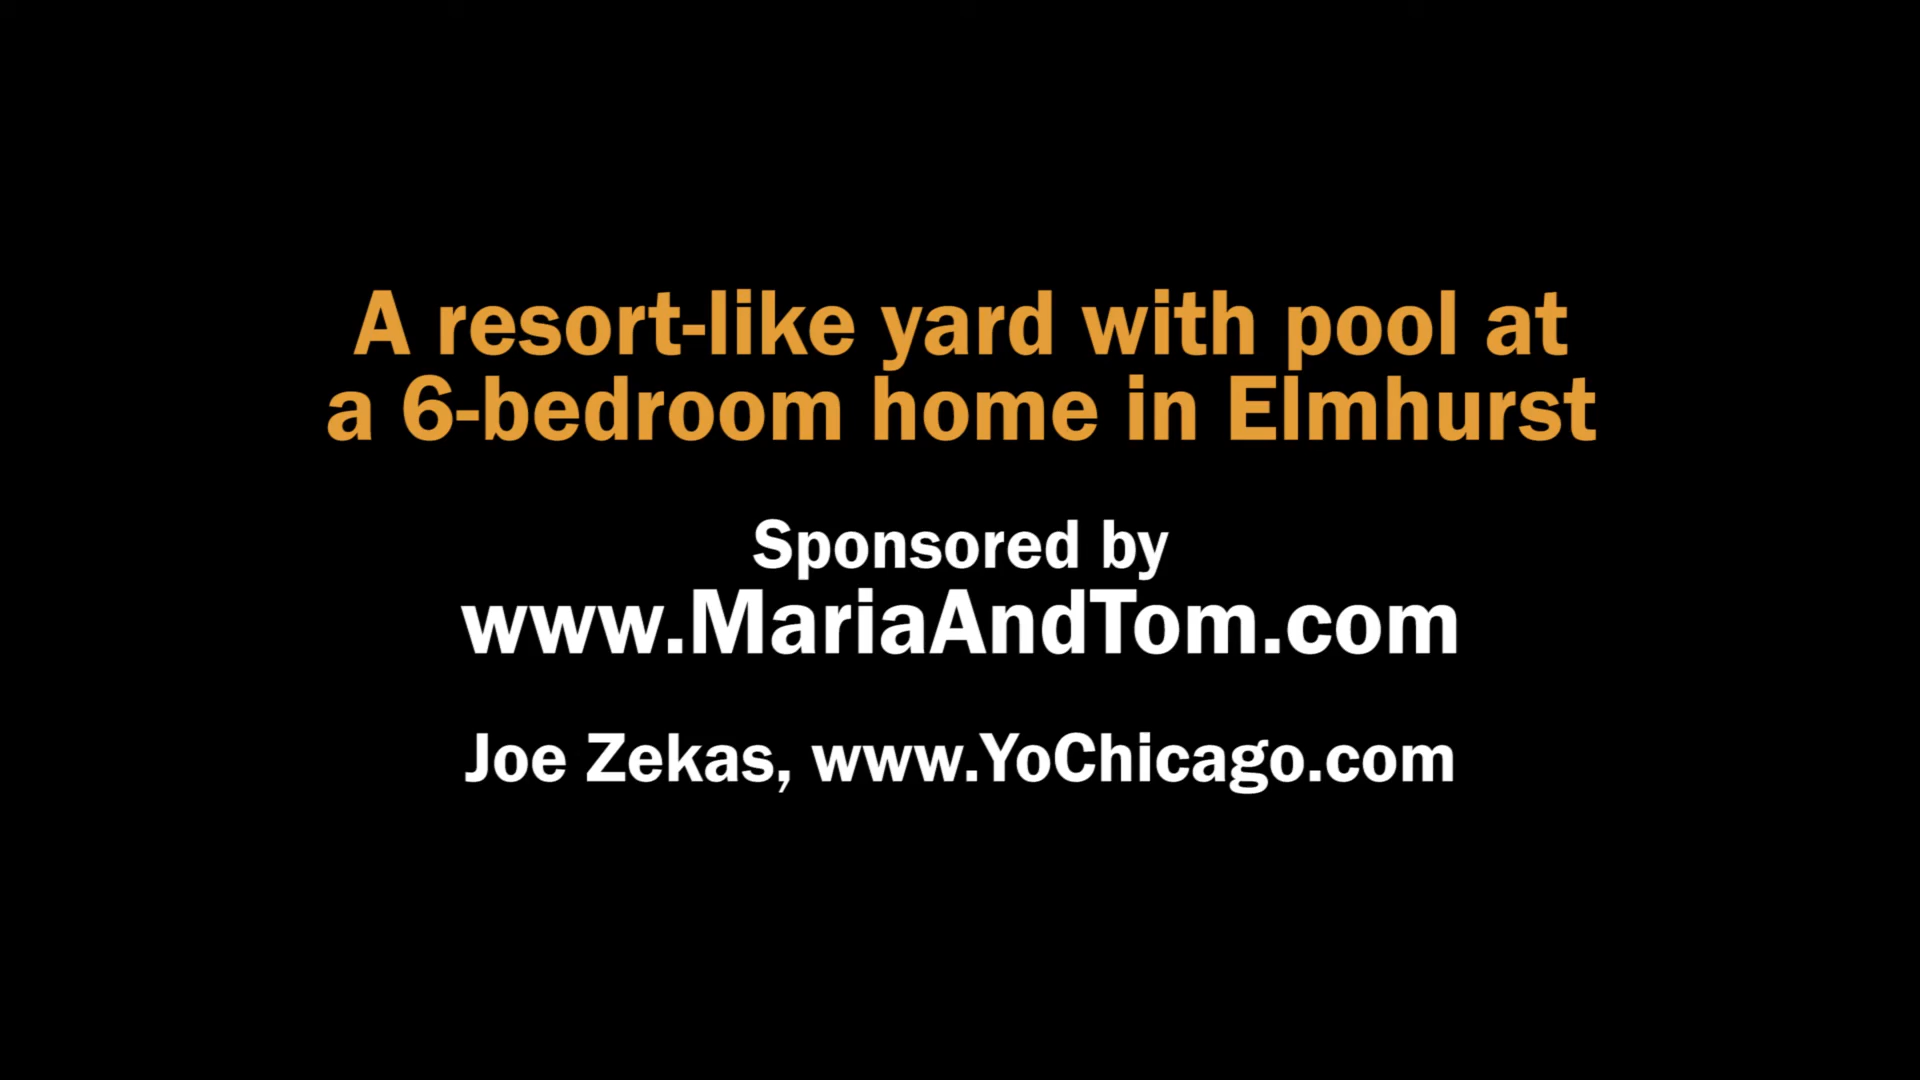 A resort-like yard with pool at
a 6-bedroom home in Elmhurst
Sponsored by
www.MariaAndTom.com
Joe Zekas, www.YoChicago.com